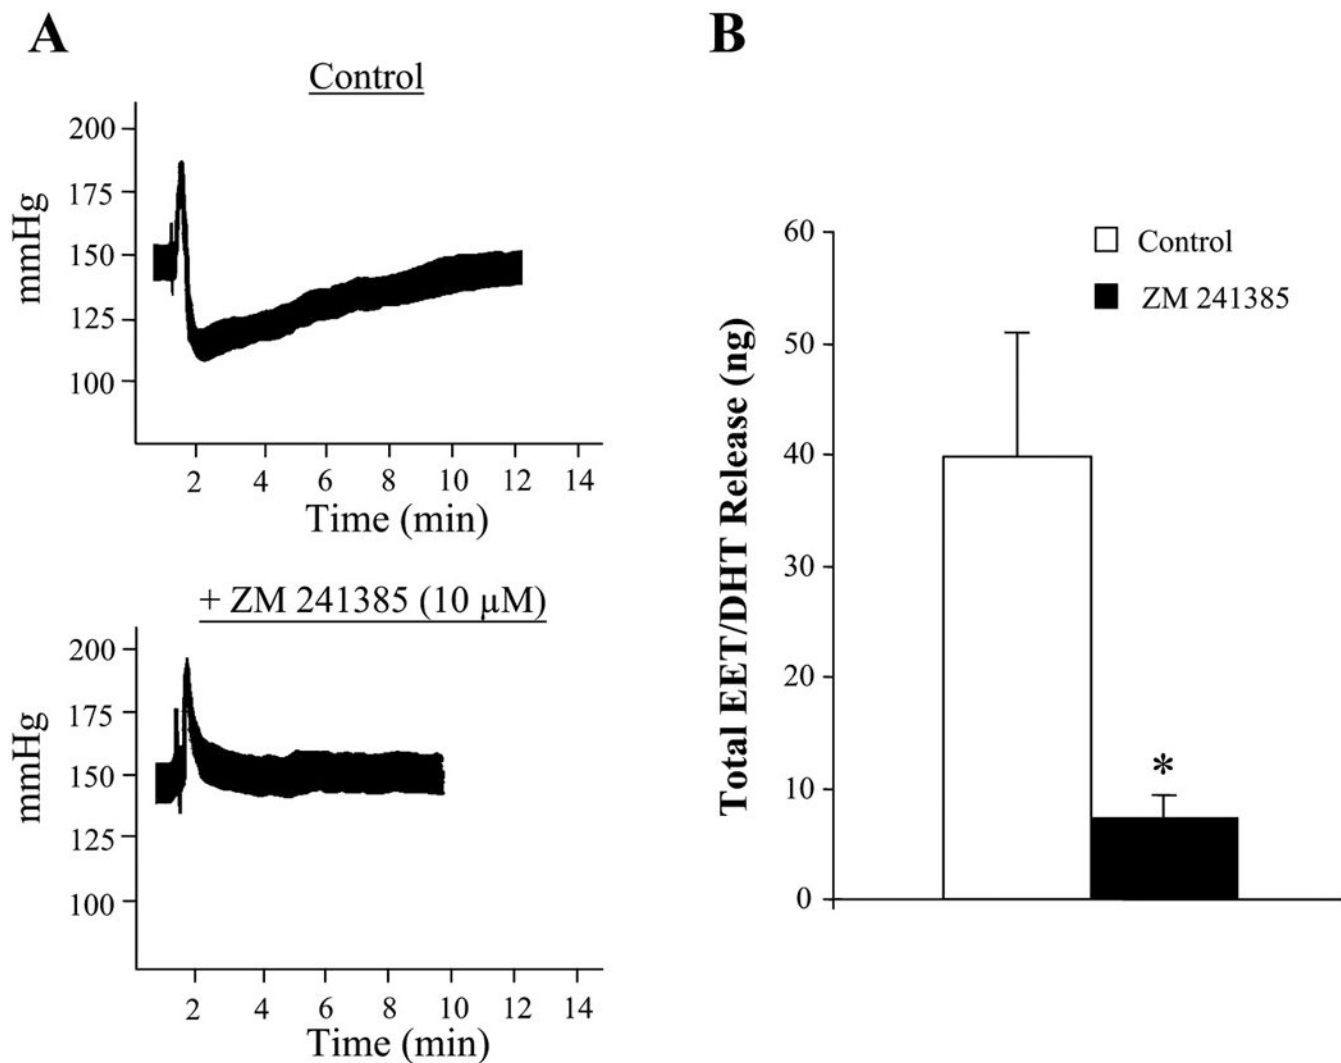 A
Control
mmHg
200
175
150
125
100
2 4 6 8 10 12 14
Time (min)
+ ZM 241385 (10 µM)
mmHg
200
175
150
125
100
2 4 6 8 10 12 14
Time (min)
B
Total EET/DHT Release (ng)
60
50
40
30
20
10
0
Control
ZM 241385
*